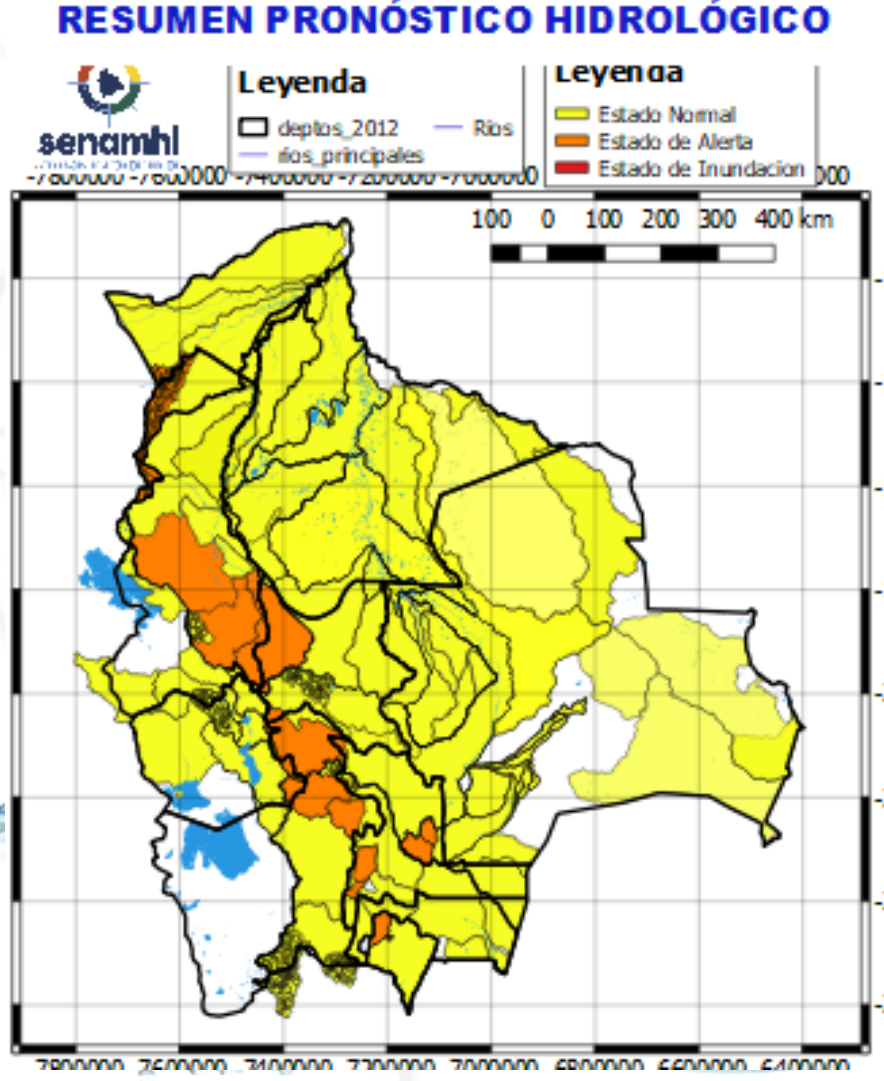 RESUMEN PRONÓSTICO HIDROLÓGICO
senamhi
Leyenda
deptos_2012
Rios
rios_principales
Leyenda
Estado Normal
Estado de Alerta
Estado de Inundacion
-7800000 -7600000 -7400000 -7200000 -7000000
100 0 100 200 300 400 km
7800000 7600000 7400000 7200000 7000000 6800000 6600000 6400000